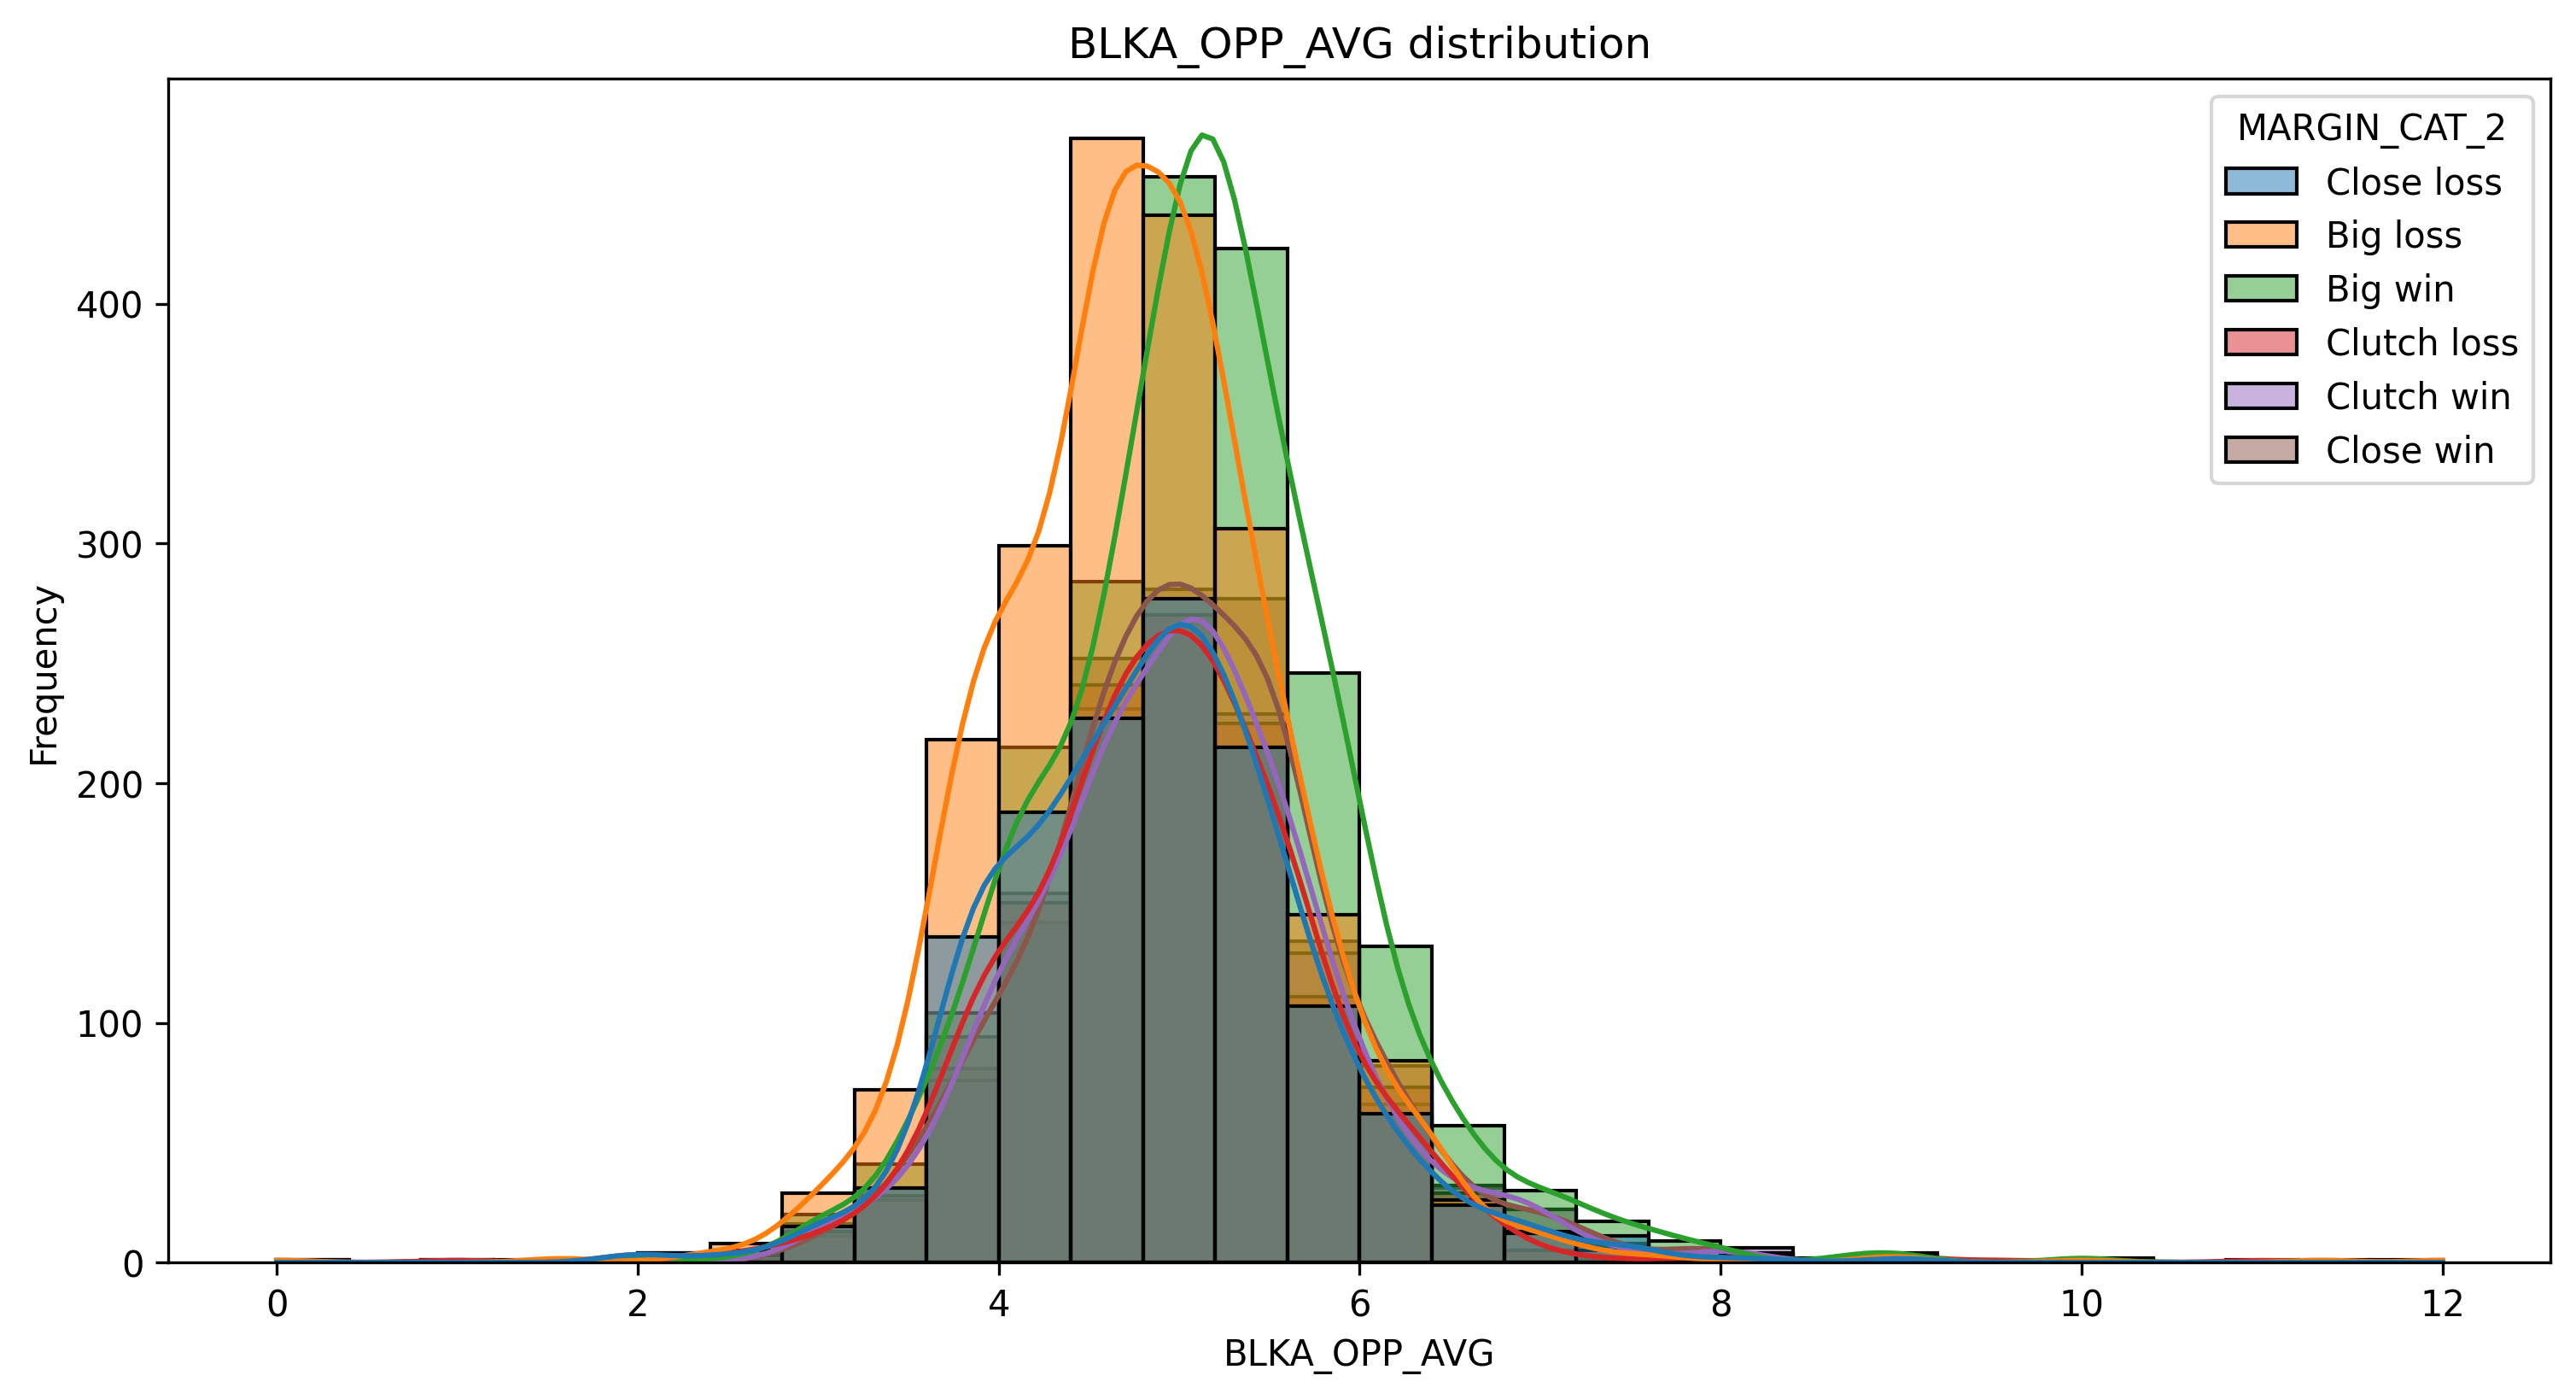 BLKA_OPP_AVG distribution
MARGIN_CAT_2
Close loss
Big loss
Big win
Clutch loss
Clutch win
Close win
Frequency
400
300
200
100
0
0 2 4 6 8 10 12
BLKA_OPP_AVG